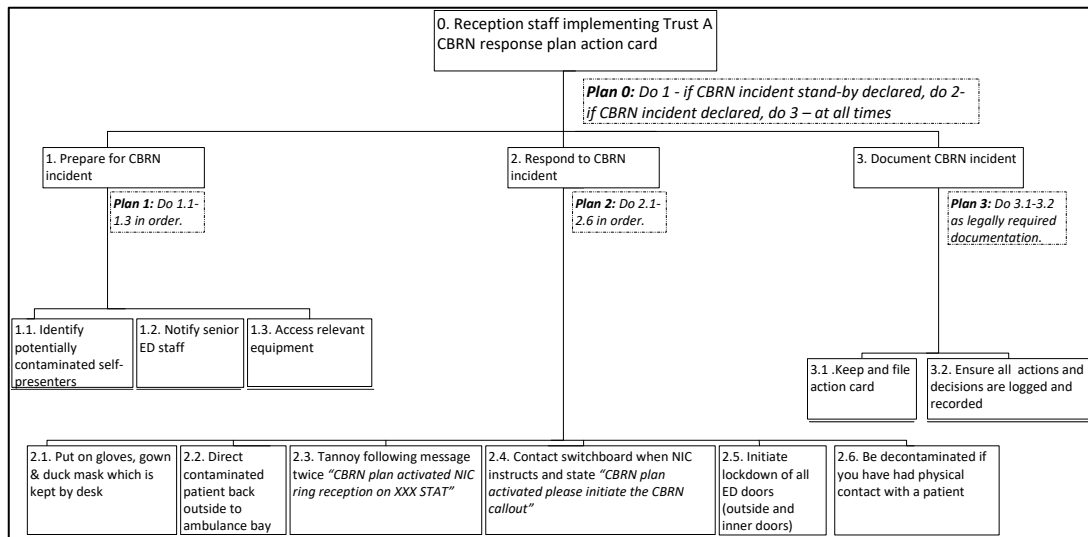 0. Reception staff implementing Trust A
CBRN response plan action card
Plan 0: Do 1 - if CBRN incident stand-by declared, do 2-
if CBRN incident declared, do 3 – at all times
1. Prepare for CBRN
incident
Plan 1: Do 1.1-
1.3 in order.
2. Respond to CBRN
incident
Plan 2: Do 2.1-
2.6 in order.
3. Document CBRN incident
Plan 3: Do 3.1-3.2
as legally required
documentation.
1.1. Identify
potentially
contaminated self-
presenters
1.2. Notify senior
ED staff
1.3. Access relevant
equipment
3.1 .Keep and file
action card
3.2. Ensure all actions and
decisions are logged and
recorded
2.1. Put on gloves, gown
& duck mask which is
kept by desk
2.2. Direct
contaminated
patient back
outside to
ambulance bay
2.3. Tannoy following message
twice “CBRN plan activated NIC
ring reception on XXX STAT”
2.4. Contact switchboard when NIC
instructs and state “CBRN plan
activated please initiate the CBRN
callout”
2.5. Initiate
lockdown of all
ED doors
(outside and
inner doors)
2.6. Be decontaminated if
you have had physical
contact with a patient